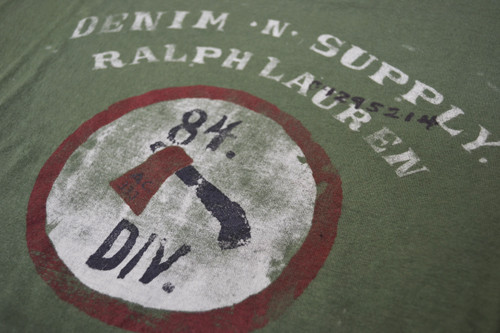 DENIM ·N· SUPPLY.
RALPH LAUREN
84.
DIV.